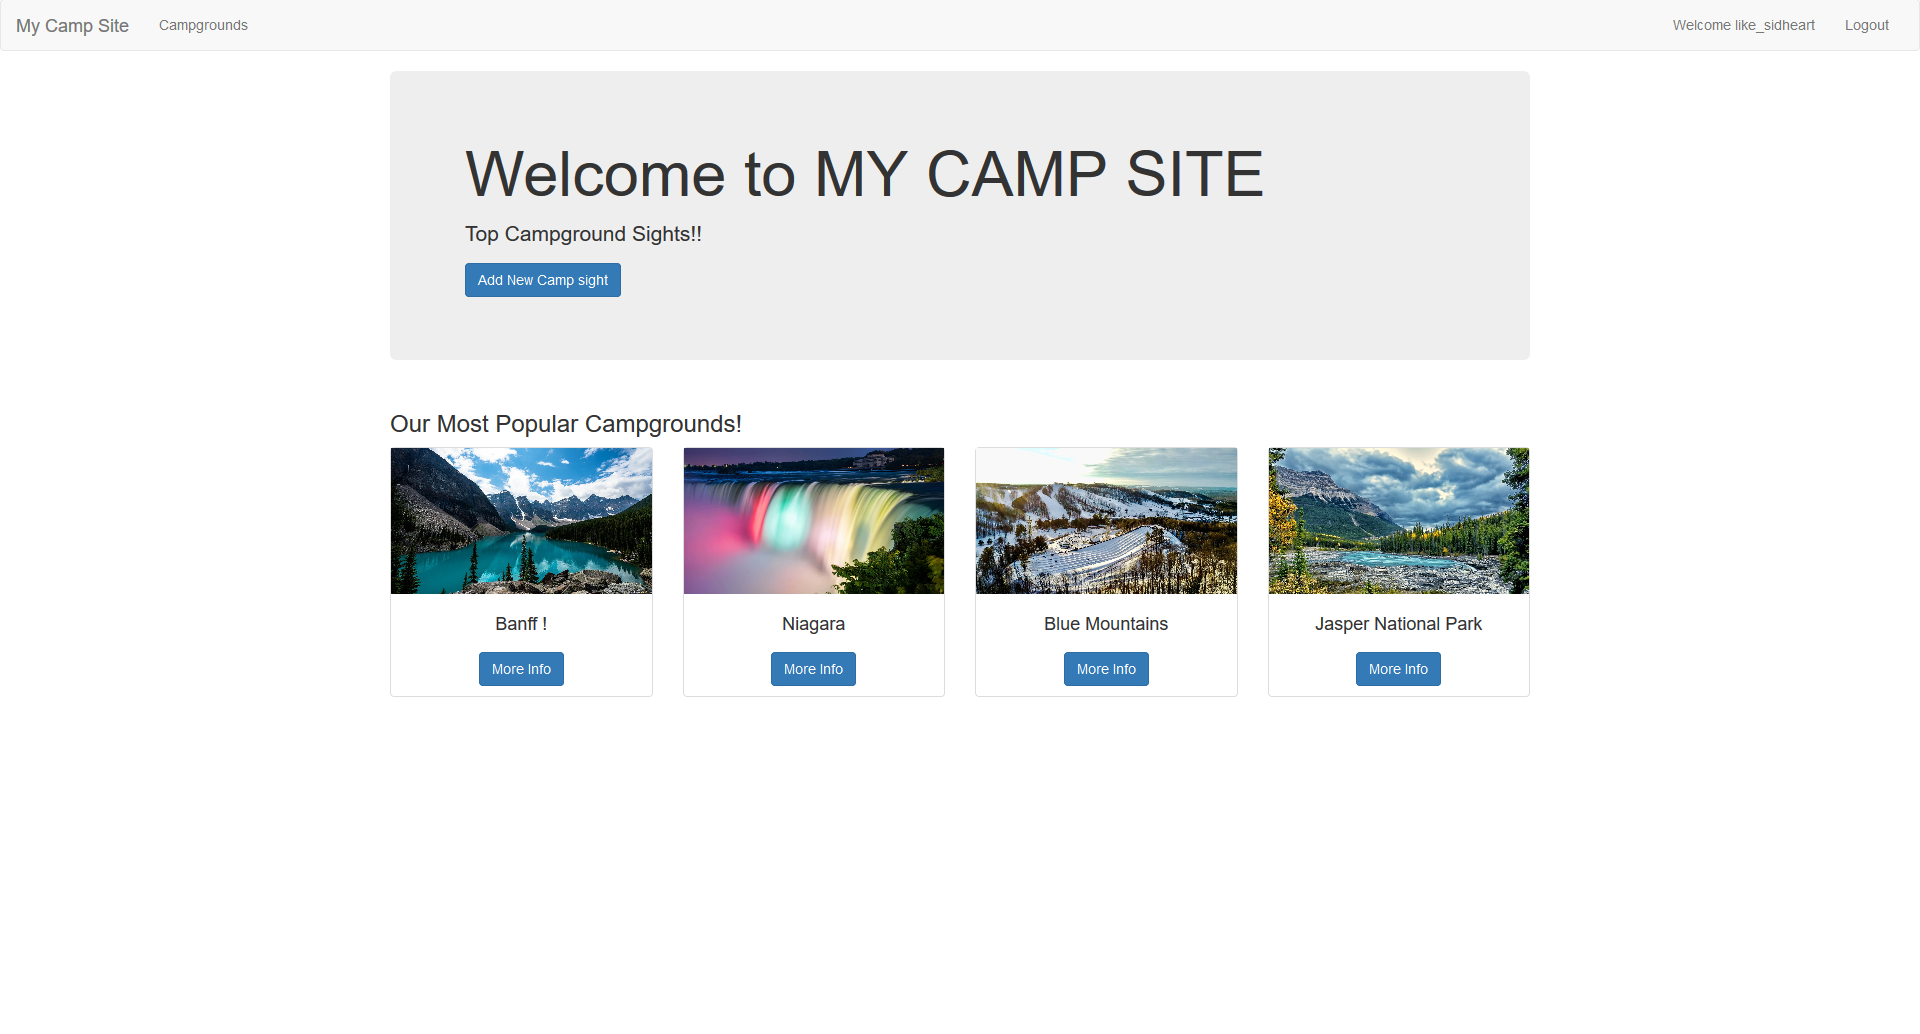 My Camp Site Campgrounds Welcome like_sidheart Logout
Welcome to MY CAMP SITE
Top Campground Sights!!
Add New Camp sight
Our Most Popular Campgrounds!
Banff ! Niagara Blue Mountains Jasper National Park
More Info More Info More Info More Info